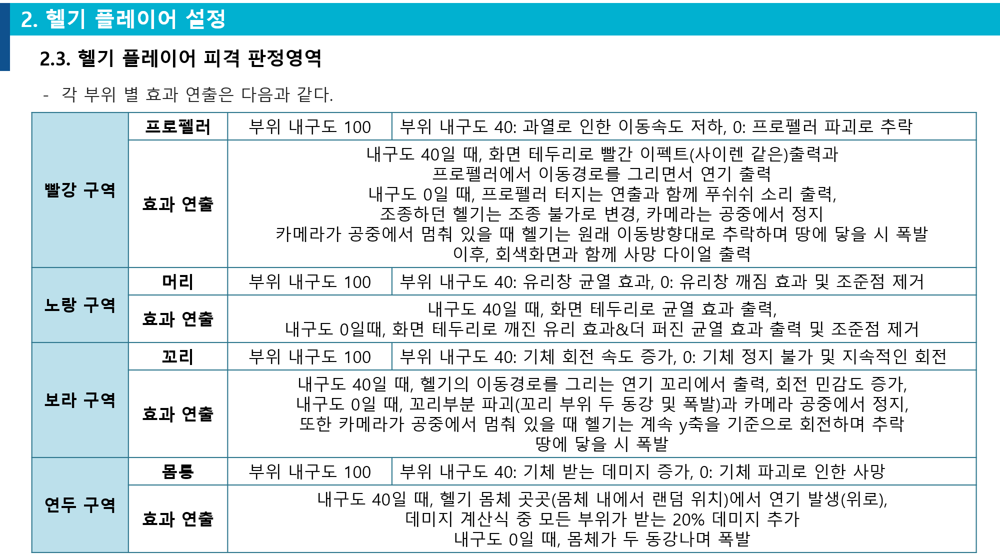 2. 헬기 플레이어 설정
2.3. 헬기 플레이어 피격 판정영역
- 각 부위 별 효과 연출은 다음과 같다.
빨강 구역
프로펠러
부위 내구도 100
부위 내구도 40: 과열로 인한 이동속도 저하, 0: 프로펠러 파괴로 추락
효과 연출
내구도 40일 때, 화면 테두리로 빨간 이펙트(사이렌 같은)출력과
프로펠러에서 이동경로를 그리면서 연기 출력
내구도 0일 때, 프로펠러 터지는 연출과 함께 푸쉬쉬 소리 출력,
조종하던 헬기는 조종 불가로 변경, 카메라는 공중에서 정지
카메라가 공중에서 멈춰 있을 때 헬기는 원래 이동방향대로 추락하며 땅에 닿을 시 폭발
이후, 회색화면과 함께 사망 다이얼 출력
노랑 구역
머리
부위 내구도 100
부위 내구도 40: 유리창 균열 효과, 0: 유리창 깨짐 효과 및 조준점 제거
효과 연출
내구도 40일 때, 화면 테두리로 균열 효과 출력,
내구도 0일때, 화면 테두리로 깨진 유리 효과&더 퍼진 균열 효과 출력 및 조준점 제거
보라 구역
꼬리
부위 내구도 100
부위 내구도 40: 기체 회전 속도 증가, 0: 기체 정지 불가 및 지속적인 회전
효과 연출
내구도 40일 때, 헬기의 이동경로를 그리는 연기 꼬리에서 출력, 회전 민감도 증가,
내구도 0일 때, 꼬리부분 파괴(꼬리 부위 두 동강 및 폭발)과 카메라 공중에서 정지,
또한 카메라가 공중에서 멈춰 있을 때 헬기는 계속 y축을 기준으로 회전하며 추락
땅에 닿을 시 폭발
연두 구역
몸통
부위 내구도 100
부위 내구도 40: 기체 받는 데미지 증가, 0: 기체 파괴로 인한 사망
효과 연출
내구도 40일 때, 헬기 몸체 곳곳(몸체 내에서 랜덤 위치)에서 연기 발생(위로),
데미지 계산식 중 모든 부위가 받는 20% 데미지 추가
내구도 0일 때, 몸체가 두 동강나며 폭발